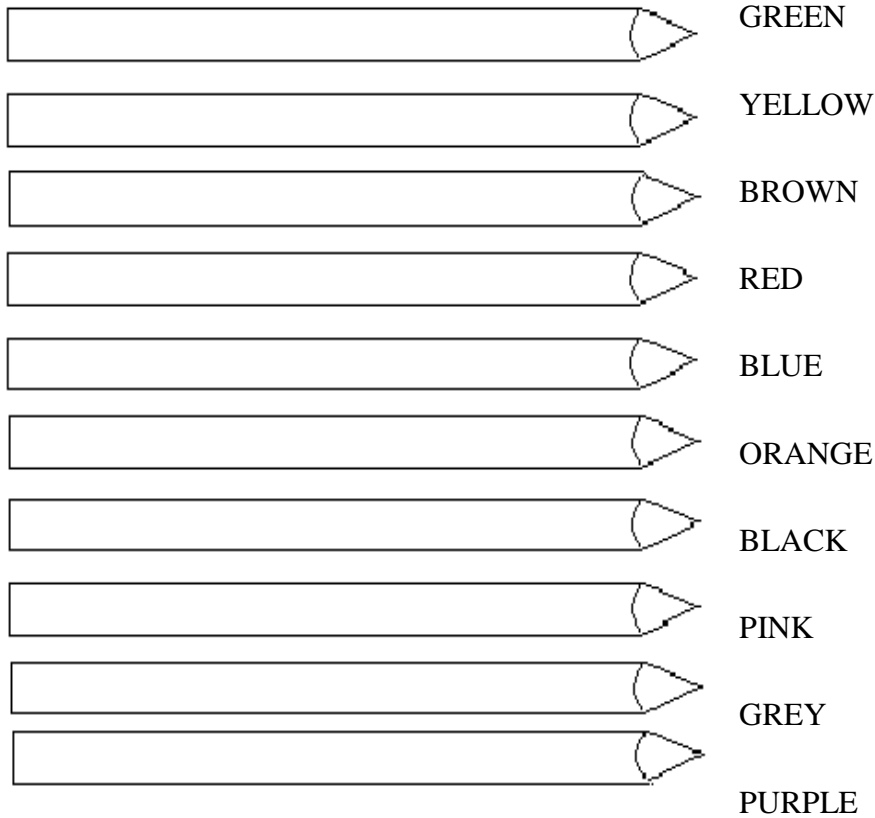 GREEN
YELLOW
BROWN
RED
BLUE
ORANGE
BLACK
PINK
GREY
PURPLE